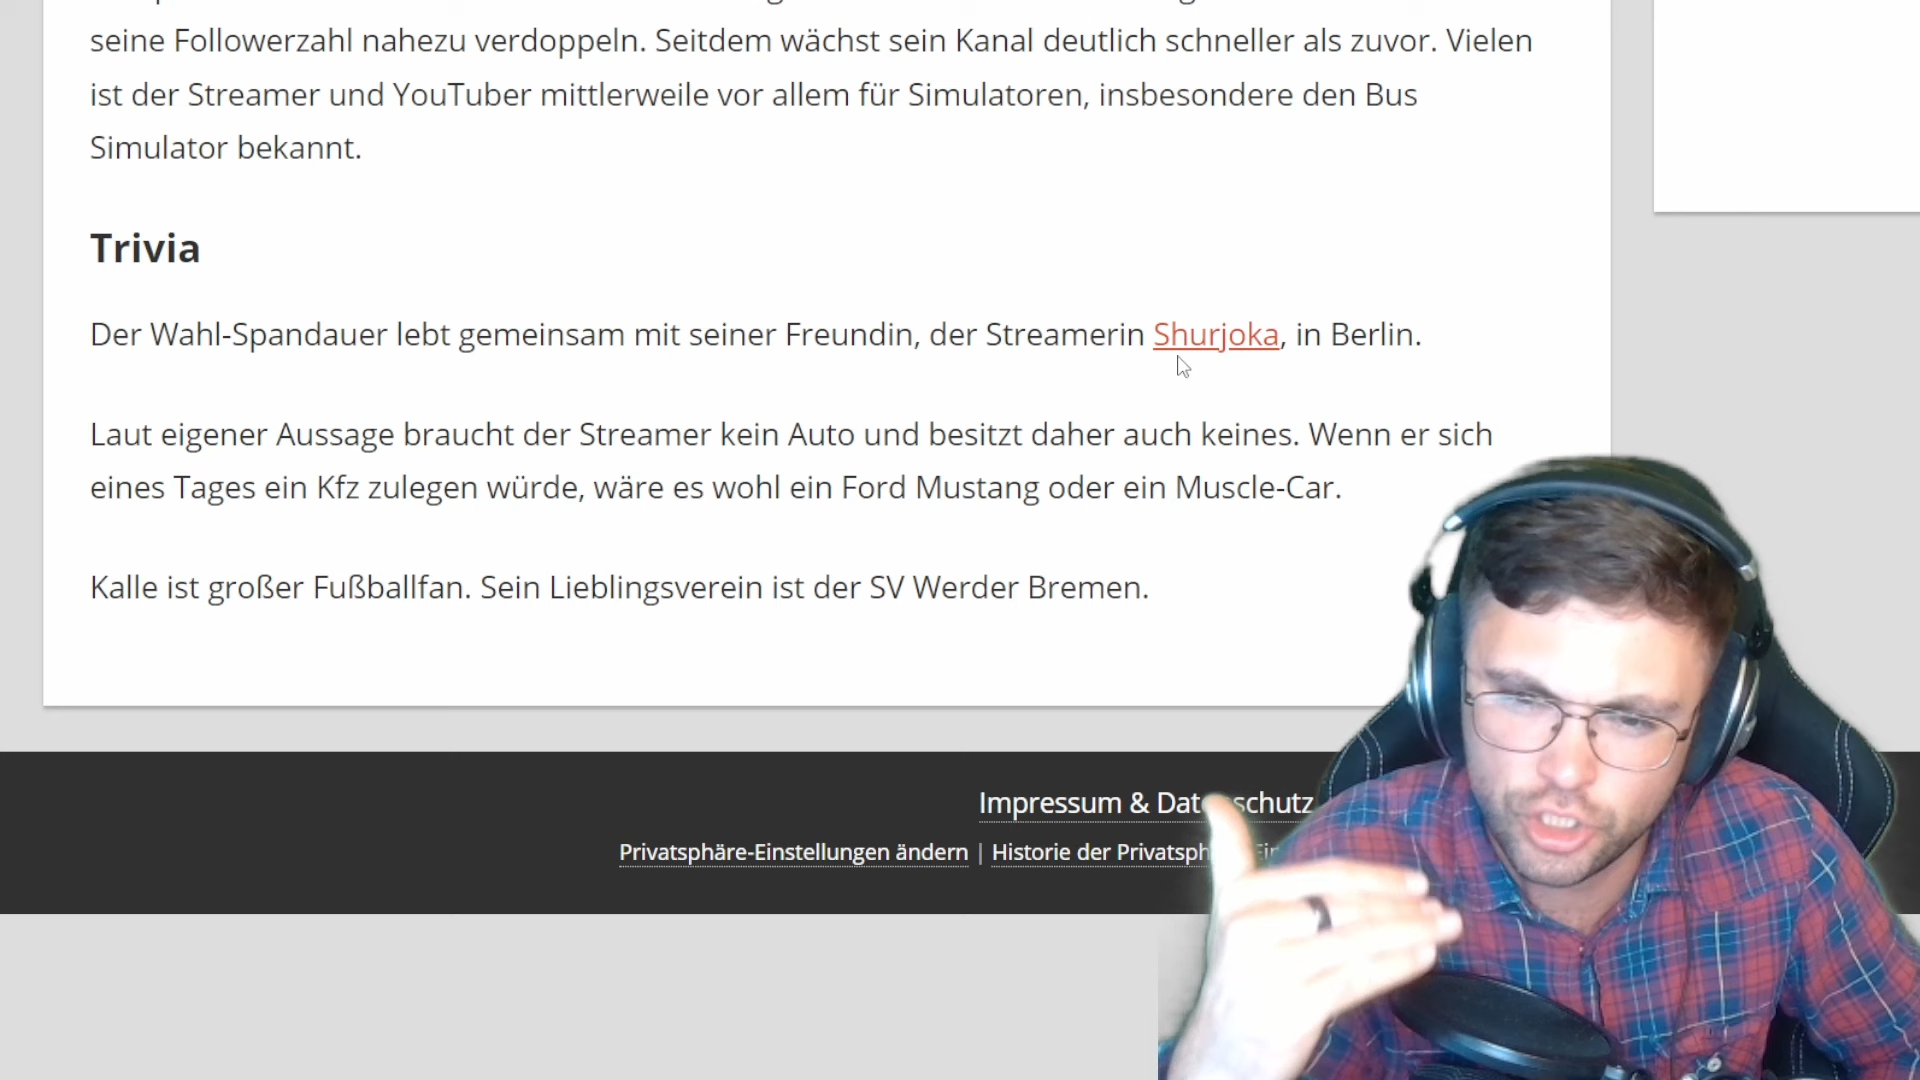 seine Followerzahl nahezu verdoppeln. Seitdem wächst sein Kanal deutlich schneller als zuvor. Vielen
ist der Streamer und YouTuber mittlerweile vor allem für Simulatoren, insbesondere den Bus
Simulator bekannt.
Trivia
Der Wahl-Spandauer lebt gemeinsam mit seiner Freundin, der Streamerin Shurjoka, in Berlin.
Laut eigener Aussage braucht der Streamer kein Auto und besitzt daher auch keines. Wenn er sich
eines Tages ein Kfz zulegen würde, wäre es wohl ein Ford Mustang oder ein Muscle-Car.
Kalle ist großer Fußballfan. Sein Lieblingsverein ist der SV Werder Bremen.
Impressum &
Privatsphäre-Einstellungen ändern | Historie der